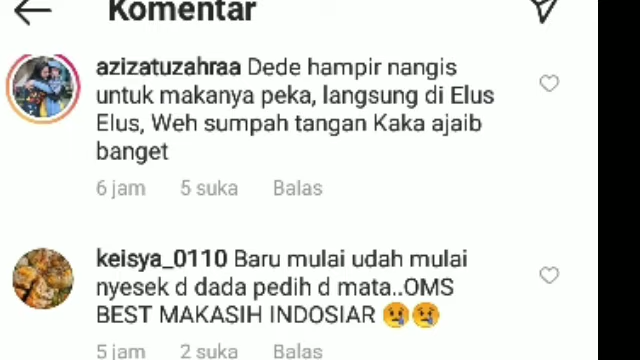 Komentar
azizatuzahraa Dede hampir nangis
untuk makanya peka, langsung di Elus
Elus, Weh sumpah tangan Kaka ajaib
banget
6 jam 5 suka Balas
keisya_0110 Baru mulai udah mulai
nyesek d dada pedih d mata..OMS
BEST MAKASIH INDOSIAR 😢😢
5 jam 2 suka Balas